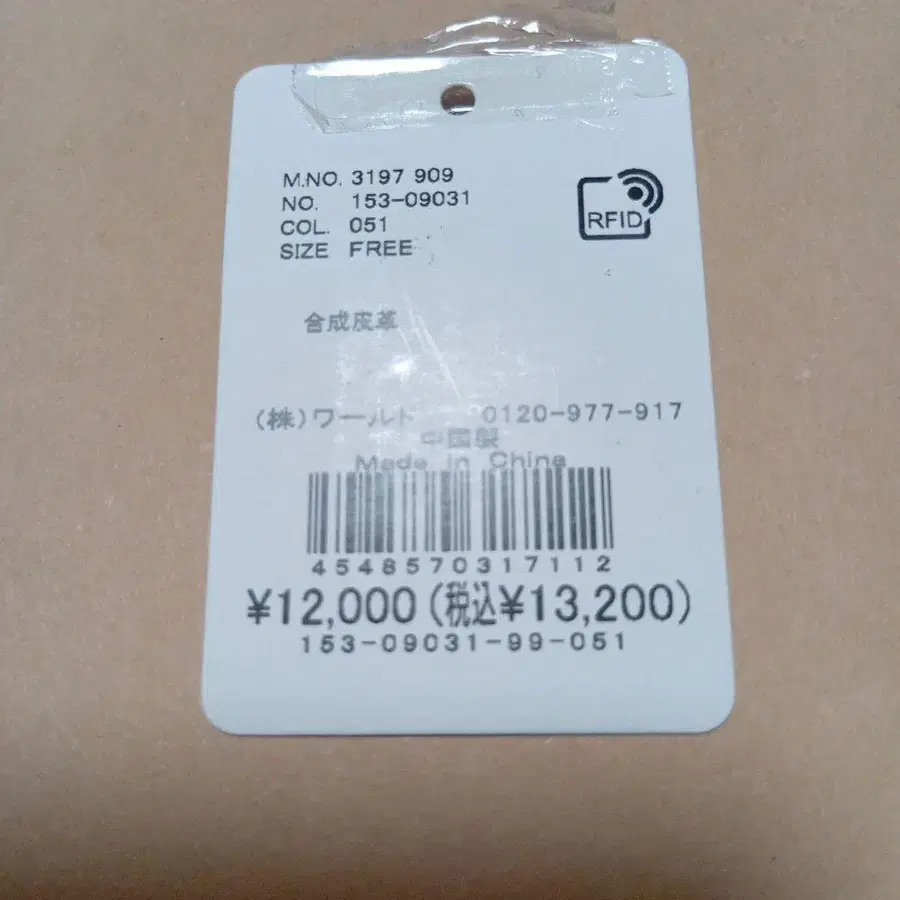 M.NO. 3197 909
NO. 153-09031
COL. 051
SIZE FREE
RFID
合成皮革
(株)ワールド 0120-977-917
中国製
Made in China
4548570317112
¥12,000(税込¥13,200)
153-09031-99-051